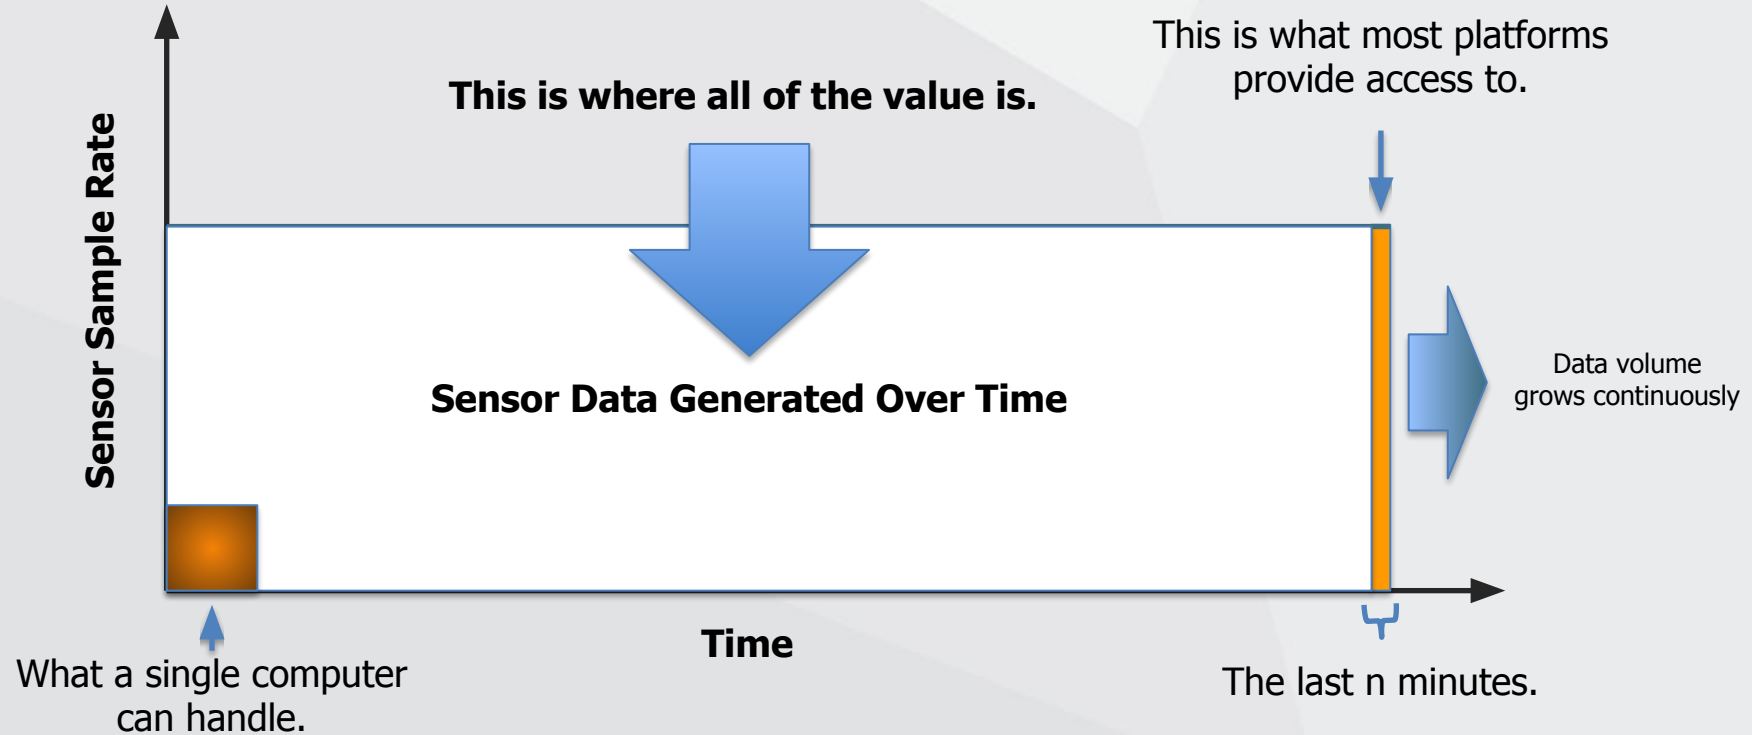 This is what most platforms
provide access to.
This is where all of the value is.
Sensor Sample Rate
Sensor Data Generated Over Time
Data volume
grows continuously
Time
What a single computer
can handle.
The last n minutes.